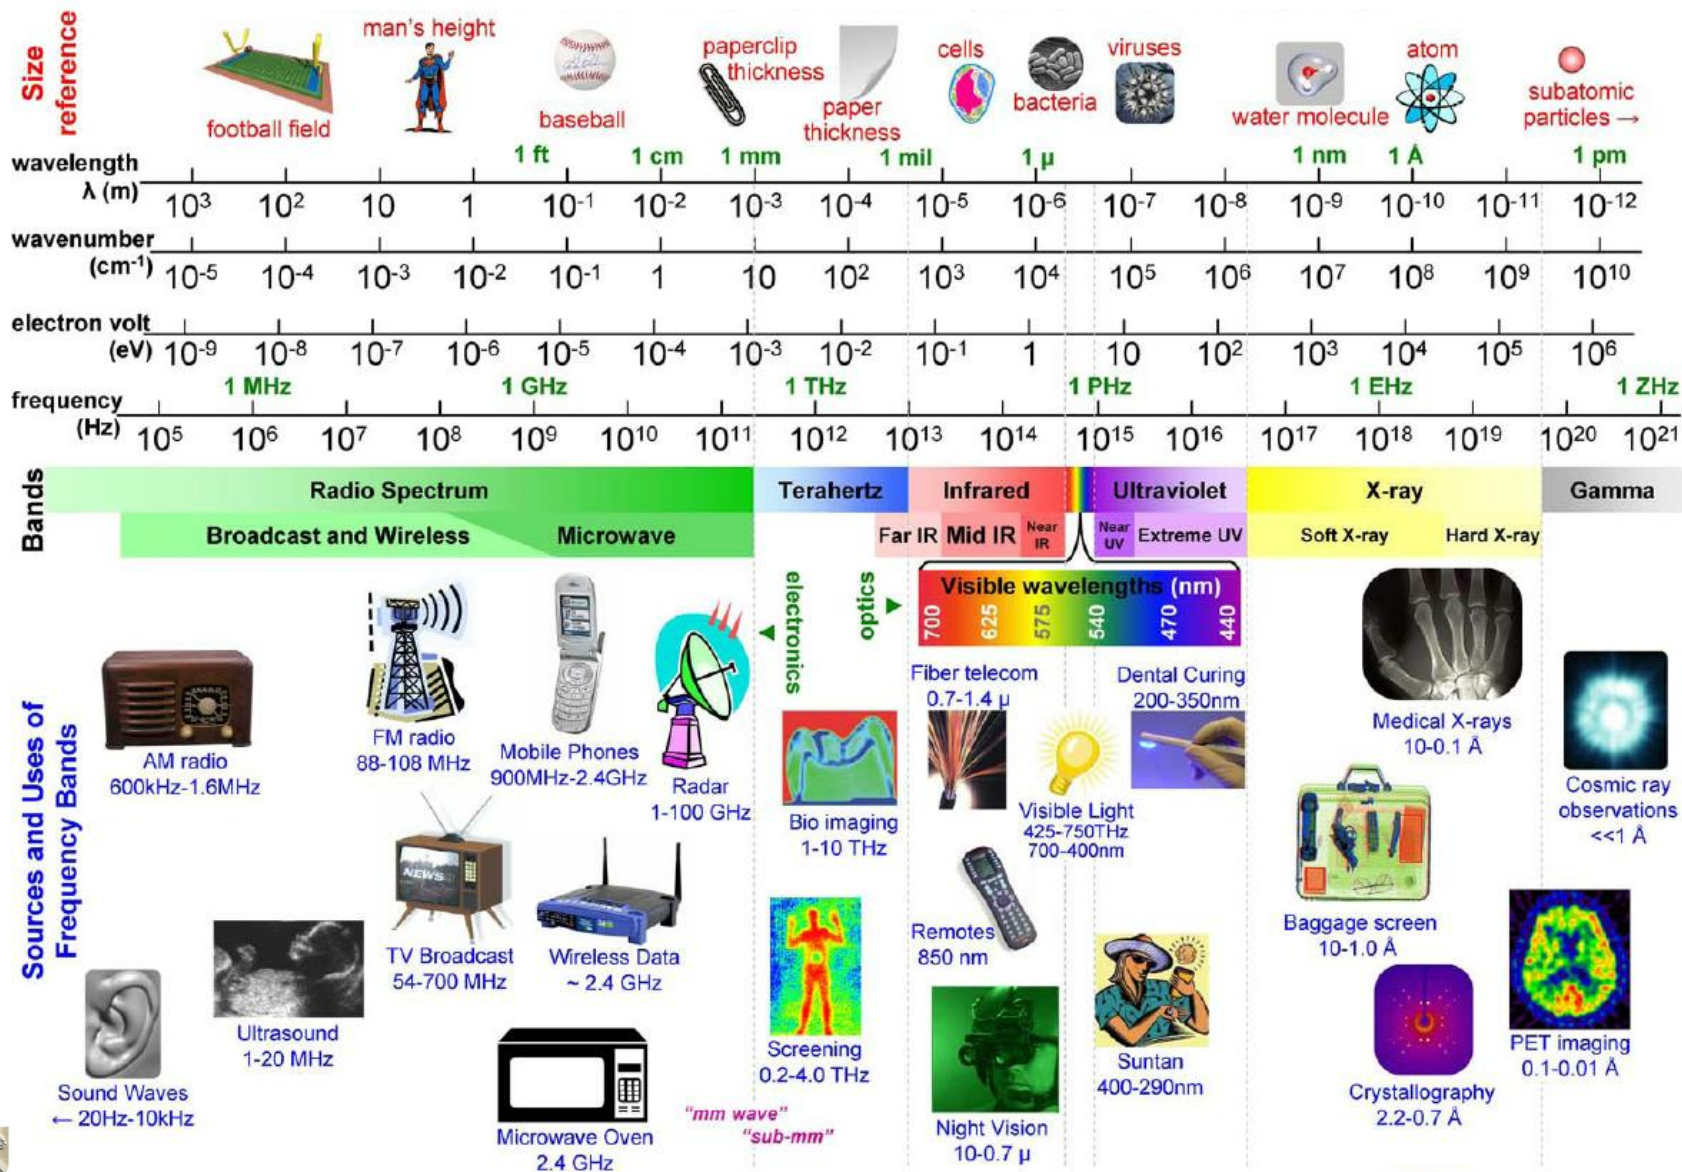 Size
reference
football field
man's height
baseball
paperclip
thickness
paper
thickness
cells
bacteria
viruses
water molecule
atom
subatomic
particles →
1 ft 1 cm 1 mm 1 mil 1 µ 1 nm 1 Å 1 pm
wavelength
λ (m)
10³ 10² 10 1 10⁻¹ 10⁻² 10⁻³ 10⁻⁴ 10⁻⁵ 10⁻⁶ 10⁻⁷ 10⁻⁸ 10⁻⁹ 10⁻¹⁰ 10⁻¹¹ 10⁻¹²
wavenumber
(cm⁻¹)
10⁻⁵ 10⁻⁴ 10⁻³ 10⁻² 10⁻¹ 1 10 10² 10³ 10⁴ 10⁵ 10⁶ 10⁷ 10⁸ 10⁹ 10¹⁰
electron volt
(eV)
10⁻⁹ 10⁻⁸ 10⁻⁷ 10⁻⁶ 10⁻⁵ 10⁻⁴ 10⁻³ 10⁻² 10⁻¹ 1 10 10² 10³ 10⁴ 10⁵ 10⁶
1 MHz 1 GHz 1 THz 1 PHz 1 EHz 1 ZHz
frequency
(Hz)
10⁵ 10⁶ 10⁷ 10⁸ 10⁹ 10¹⁰ 10¹¹ 10¹² 10¹³ 10¹⁴ 10¹⁵ 10¹⁶ 10¹⁷ 10¹⁸ 10¹⁹ 10²⁰ 10²¹
Bands
Radio Spectrum Terahertz Infrared Ultraviolet X-ray Gamma
Broadcast and Wireless Microwave
Far IR Mid IR
Near
IR
Near
UV
Extreme UV Soft X-ray Hard X-ray
electronics
optics
Visible wavelengths (nm)
700 625 575 540 470 440
Sources and Uses of
Frequency Bands
AM radio
600kHz-1.6MHz
FM radio
88-108 MHz
Mobile Phones
900MHz-2.4GHz
Radar
1-100 GHz
Bio imaging
1-10 THz
Fiber telecom
0.7-1.4 µ
Visible Light
425-750THz
700-400nm
Dental Curing
200-350nm
Medical X-rays
10-0.1 Å
Cosmic ray
observations
<<1 Å
NEWS
TV Broadcast
54-700 MHz
Wireless Data
~ 2.4 GHz
Remotes
850 nm
Baggage screen
10-1.0 Å
Sound Waves
← 20Hz-10kHz
Ultrasound
1-20 MHz
Microwave Oven
2.4 GHz
"mm wave"
"sub-mm"
Screening
0.2-4.0 THz
Night Vision
10-0.7 µ
Suntan
400-290nm
Crystallography
2.2-0.7 Å
PET imaging
0.1-0.01 Å